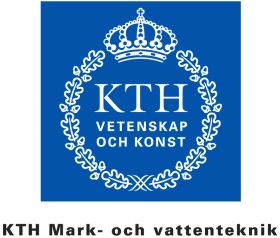 KTH
VETENSKAP
OCH KONST
KTH Mark- och vattenteknik